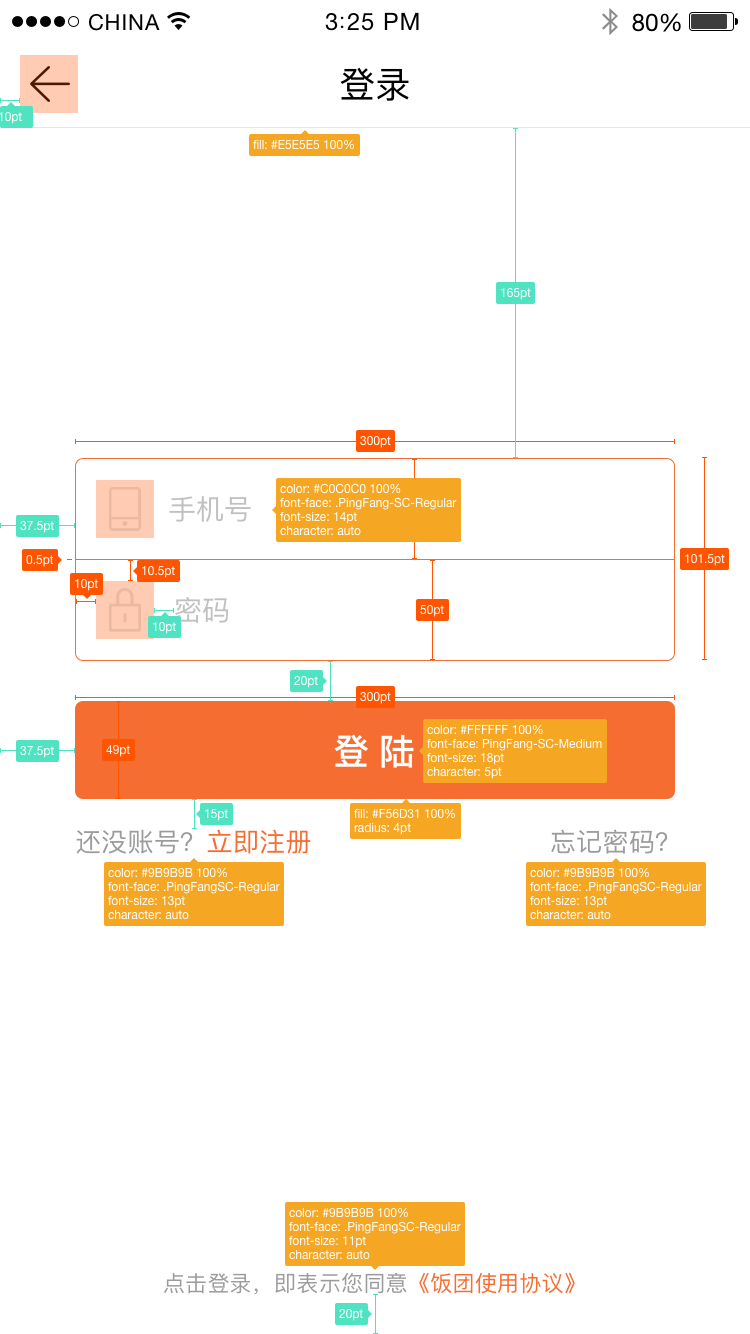 CHINA 3:25 PM 80%
登录
10pt
fill: #E5E5E5 100%
165pt
300pt
手机号
color: #C0C0C0 100%
font-face: .PingFang-SC-Regular
font-size: 14pt
character: auto
37.5pt
0.5pt
101.5pt
10.5pt
10pt
密码
50pt
10pt
20pt
300pt
37.5pt
49pt
登 陆
color: #FFFFFF 100%
font-face: PingFang-SC-Medium
font-size: 18pt
character: 5pt
15pt
fill: #F56D31 100%
radius: 4pt
还没账号？立即注册
忘记密码？
color: #9B9B9B 100%
font-face: .PingFangSC-Regular
font-size: 13pt
character: auto
color: #9B9B9B 100%
font-face: .PingFangSC-Regular
font-size: 13pt
character: auto
color: #9B9B9B 100%
font-face: .PingFangSC-Regular
font-size: 11pt
character: auto
点击登录，即表示您同意《饭团使用协议》
20pt